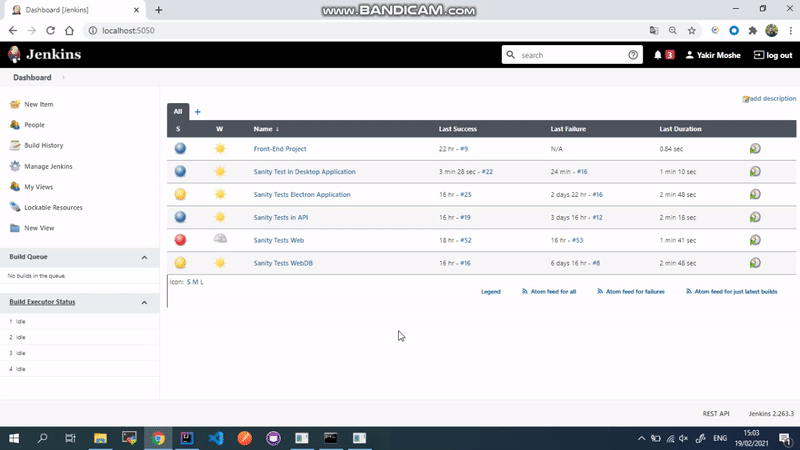 Dashboard [Jenkins]
www.BANDICAM.com
localhost:5050
Jenkins
search
3
Yakir Moshe
log out
Dashboard
New Item
People
Build History
Manage Jenkins
My Views
Lockable Resources
New View
Build Queue
No builds in the queue.
Build Executor Status
1 Idle
2 Idle
3 Idle
4 Idle
add description
All +
S W Name ↓ Last Success Last Failure Last Duration
Front-End Project 22 hr - #9 N/A 0.84 sec
Sanity Test in Desktop Application 3 min 28 sec - #22 24 min - #16 1 min 10 sec
Sanity Tests Electron Application 16 hr - #25 2 days 22 hr - #16 2 min 48 sec
Sanity Tests in API 16 hr - #19 3 days 16 hr - #12 2 min 18 sec
Sanity Tests Web 18 hr - #52 16 hr - #53 1 min 41 sec
Sanity Tests WebDB 16 hr - #16 6 days 16 hr - #8 2 min 48 sec
Icon: S M L
Legend Atom feed for all Atom feed for failures Atom feed for just latest builds
REST API Jenkins 2.263.3
ENG
15:03
19/02/2021
1